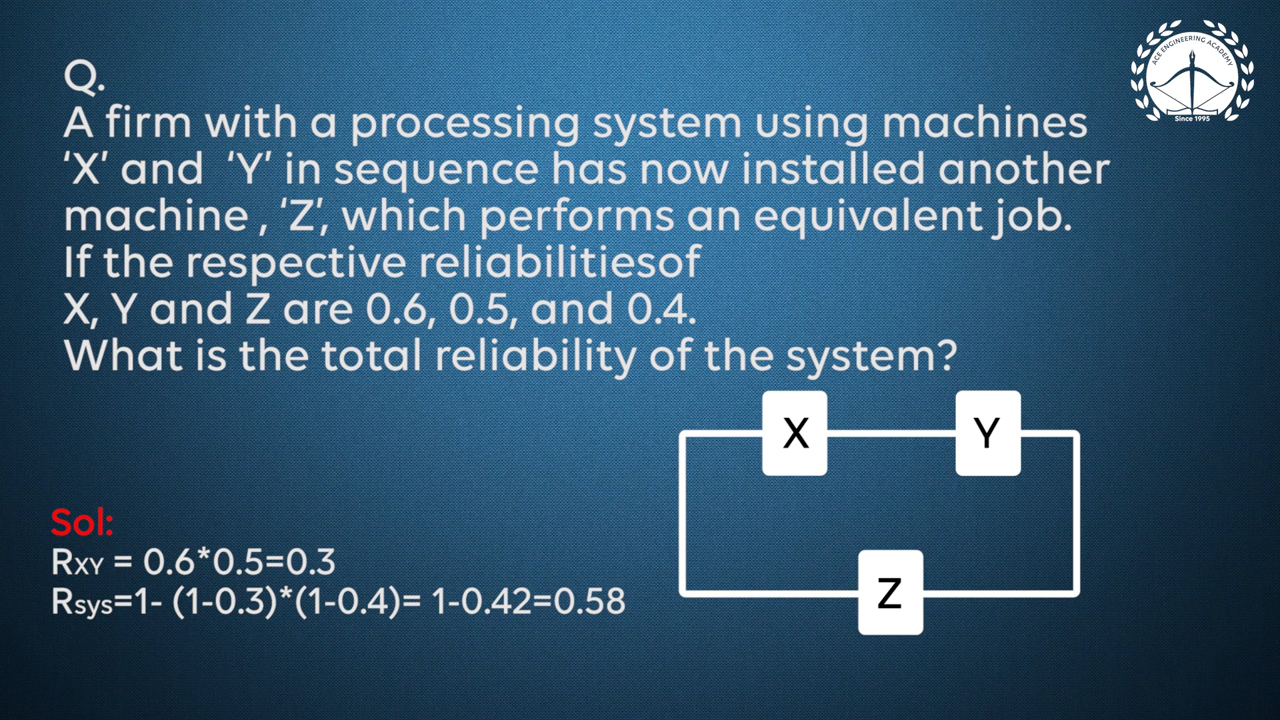 Q.
A firm with a processing system using machines
‘X’ and ‘Y’ in sequence has now installed another
machine , ‘Z’, which performs an equivalent job.
If the respective reliabilitiesof
X, Y and Z are 0.6, 0.5, and 0.4.
What is the total reliability of the system?
X
Y
Z
Sol:
RXY = 0.6*0.5=0.3
Rsys=1- (1-0.3)*(1-0.4)= 1-0.42=0.58
ACE ENGINEERING ACADEMY
Since 1995